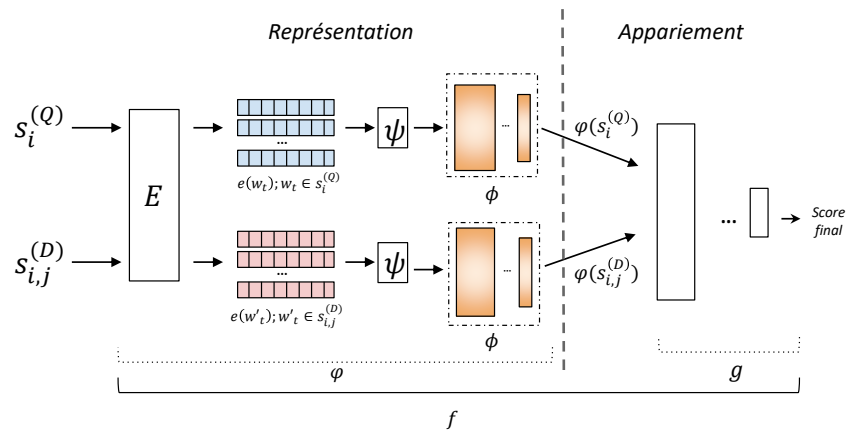 Représentation
Appariement
s_i^(Q)
E
...
e(w_t); w_t ∈ s_i^(Q)
ψ
...
ϕ
φ(s_i^(Q))
s_{i,j}^(D)
...
e(w'_t); w'_t ∈ s_{i,j}^(D)
ψ
...
ϕ
φ(s_{i,j}^(D))
...
Score
final
φ
g
f